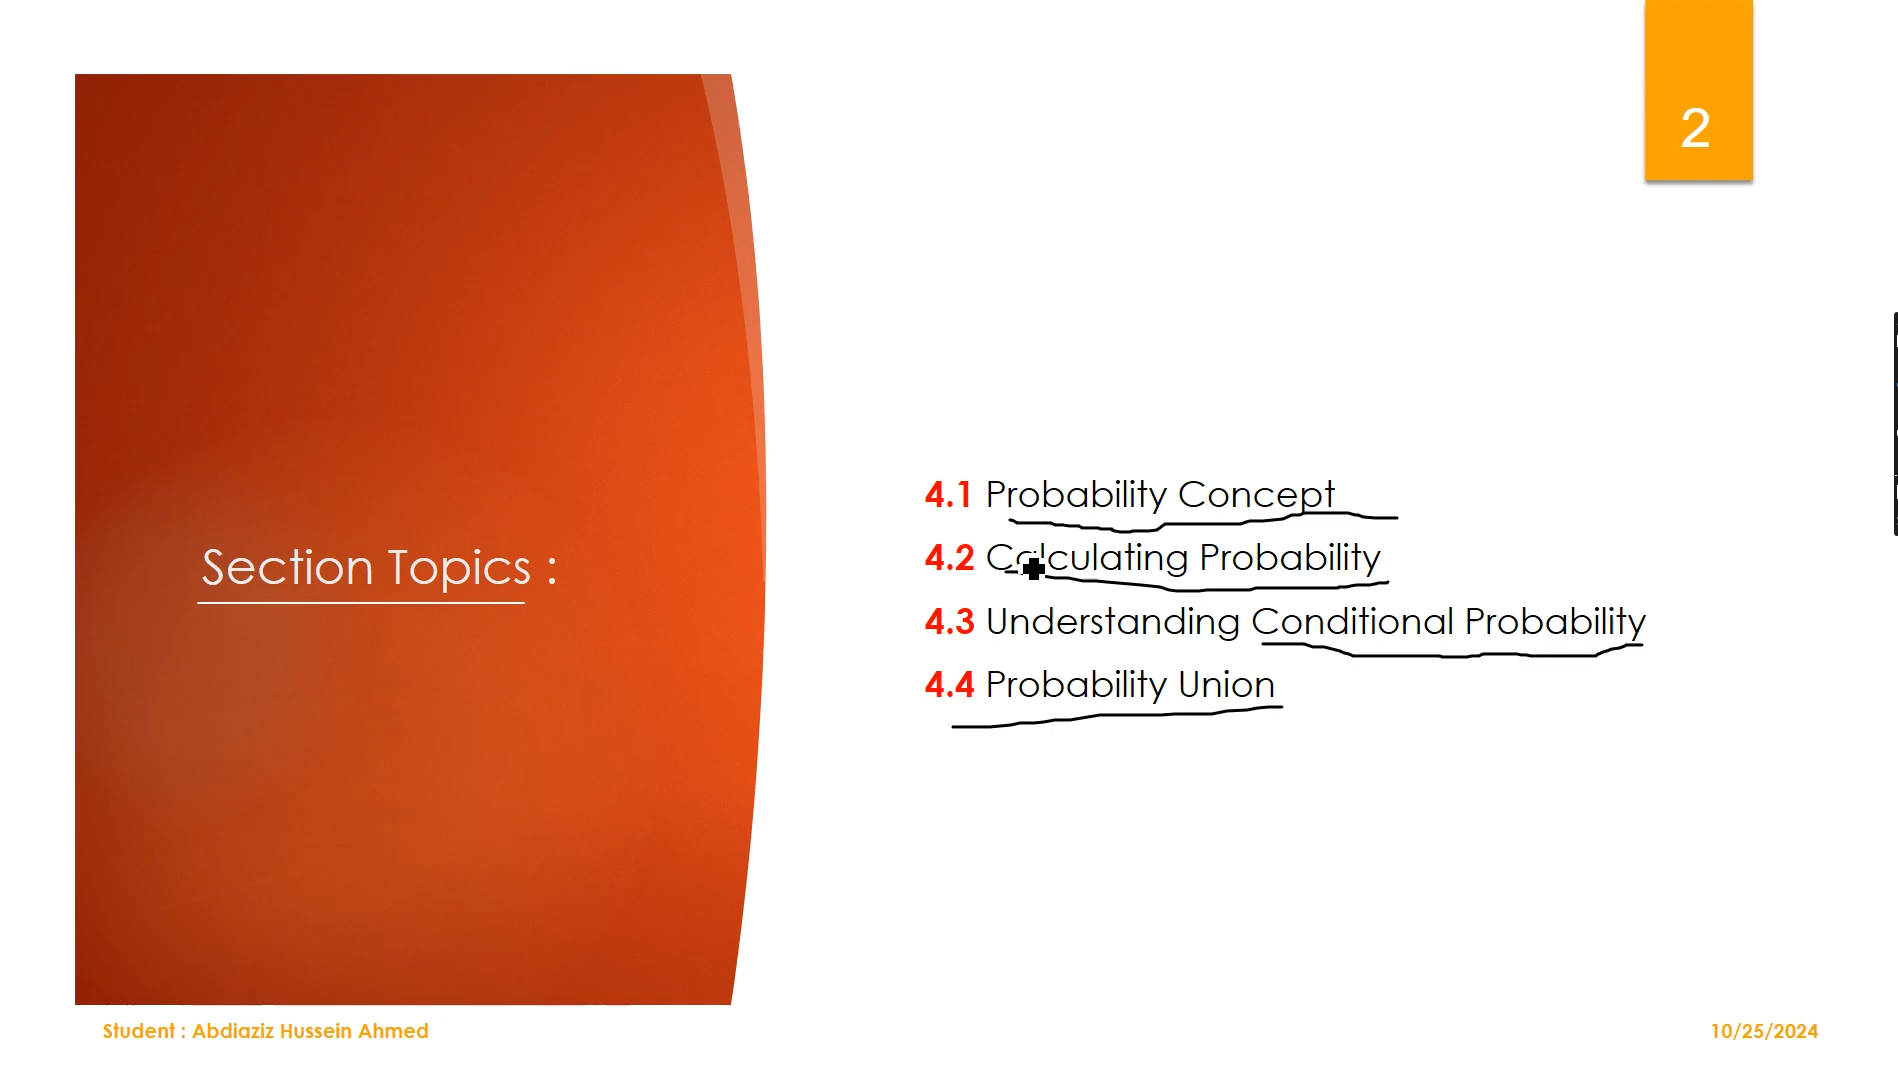 2
Section Topics :
4.1 Probability Concept
4.2 Calculating Probability
4.3 Understanding Conditional Probability
4.4 Probability Union
Student : Abdiaziz Hussein Ahmed
10/25/2024